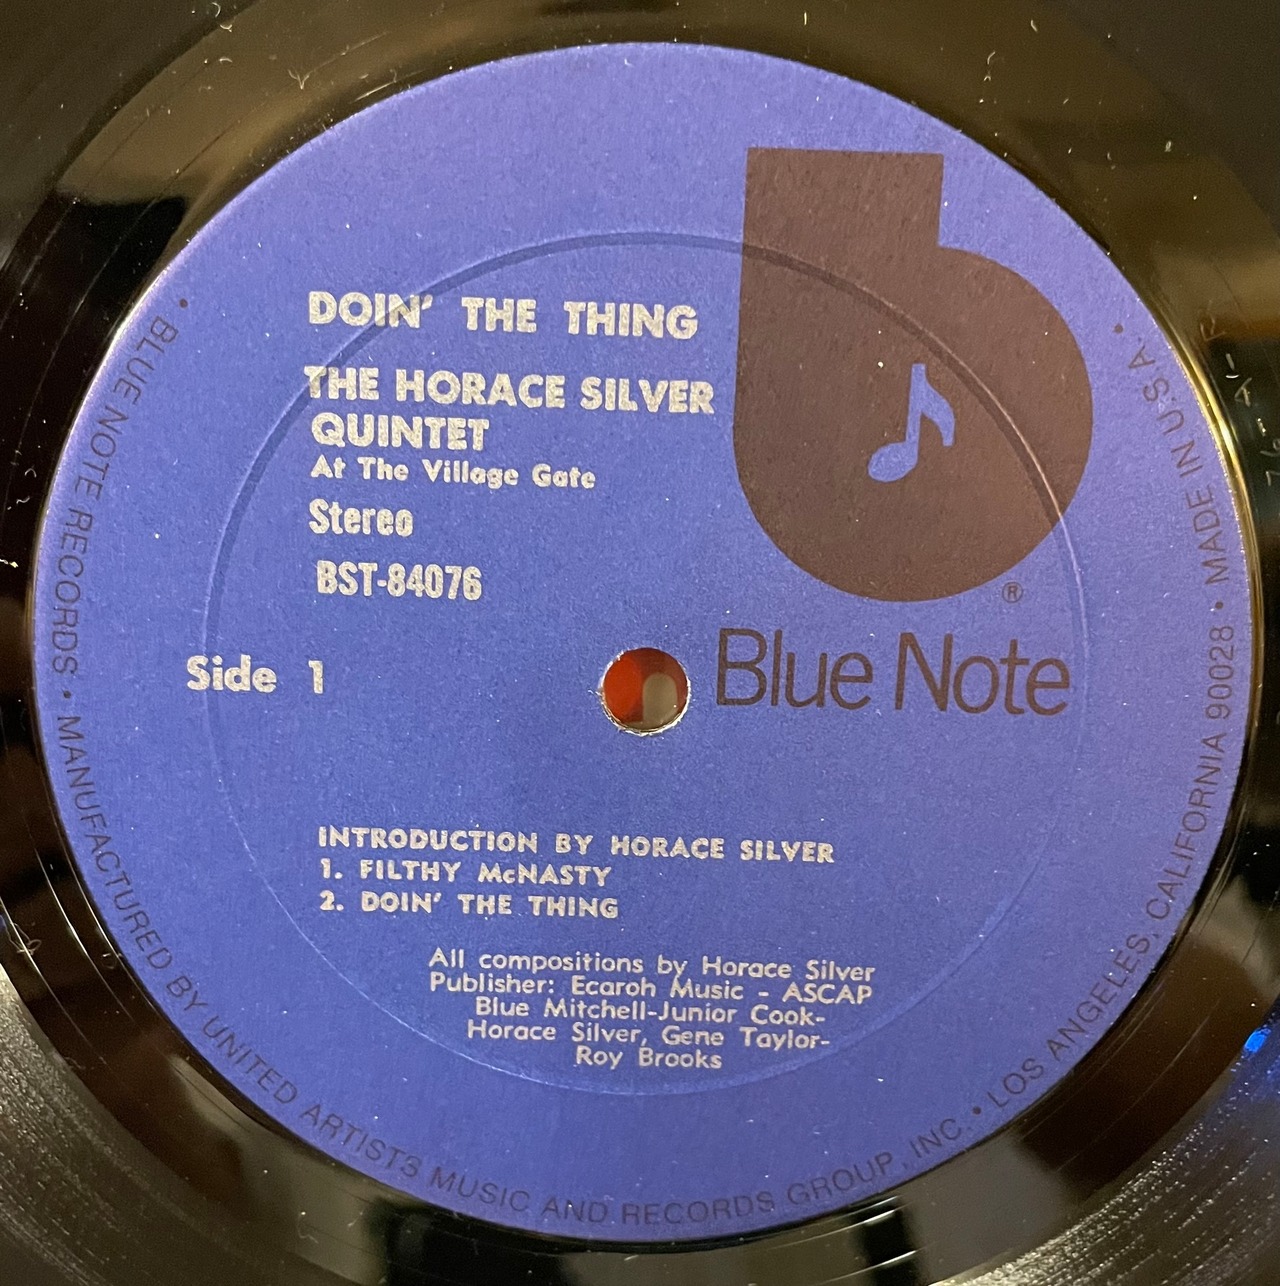 DOIN' THE THING
THE HORACE SILVER
QUINTET
At The Village Gate
Stereo
BST-84076
Side 1
®
Blue Note
INTRODUCTION BY HORACE SILVER
1. FILTHY McNASTY
2. DOIN' THE THING
All compositions by Horace Silver
Publisher: Ecaroh Music - ASCAP
Blue Mitchell-Junior Cook-
Horace Silver, Gene Taylor-
Roy Brooks
• BLUE NOTE RECORDS • MANUFACTURED BY UNITED ARTISTS MUSIC AND RECORDS GROUP, INC. • LOS ANGELES, CALIFORNIA 90028 • MADE IN U.S.A. •